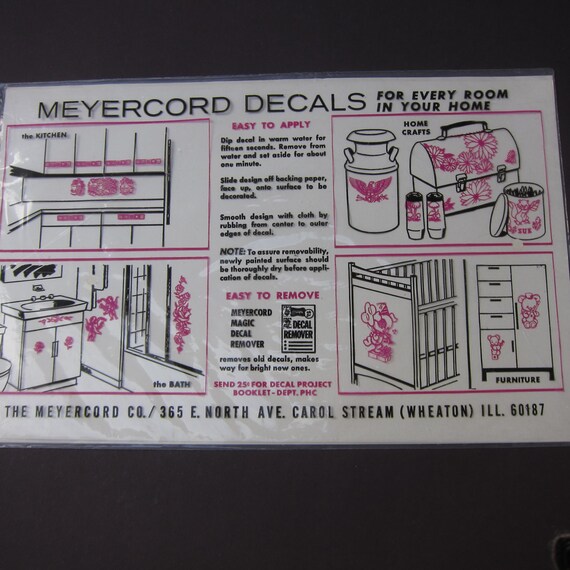 MEYERCORD DECALS FOR EVERY ROOM
IN YOUR HOME
the KITCHEN
EASY TO APPLY
Dip decal in warm water for
fifteen seconds. Remove from
water and set aside for about
one minute.
Slide design off backing paper,
face up, onto surface to be
decorated.
Smooth design with cloth by
rubbing from center to outer
edges of decal.
NOTE: To assure removability,
newly painted surface should
be thoroughly dry before appli-
cation of decals.
HOME
CRAFTS
SUE
the BATH
EASY TO REMOVE
MEYERCORD
MAGIC
DECAL
REMOVER
DECAL
REMOVER
removes old decals, makes
way for bright new ones.
SEND 25¢ FOR DECAL PROJECT
BOOKLET-DEPT. PHC
FURNITURE
THE MEYERCORD CO./365 E. NORTH AVE. CAROL STREAM (WHEATON) ILL. 60187